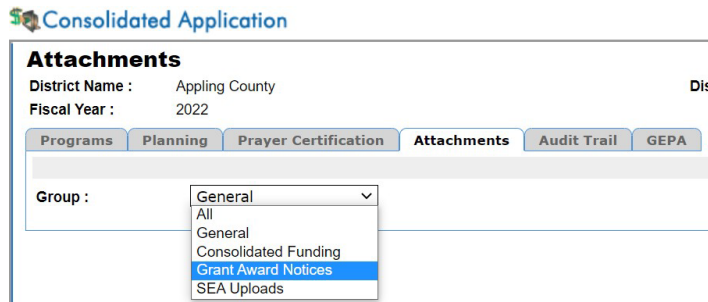 Consolidated Application
Attachments
District Name : Appling County Dis
Fiscal Year : 2022
Programs Planning Prayer Certification Attachments Audit Trail GEPA
Group : General
All
General
Consolidated Funding
Grant Award Notices
SEA Uploads